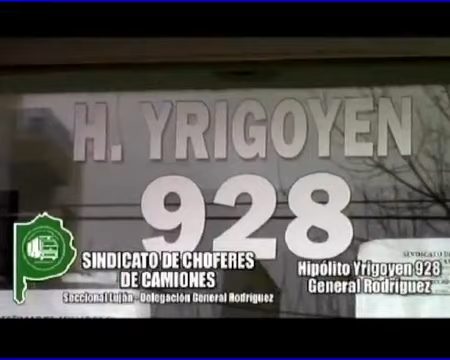 H. YRIGOYEN
928
SINDICATO DE CHOFERES
DE CAMIONES
Seccional Luján - Delegación General Rodríguez
Hipólito Yrigoyen 928
General Rodríguez